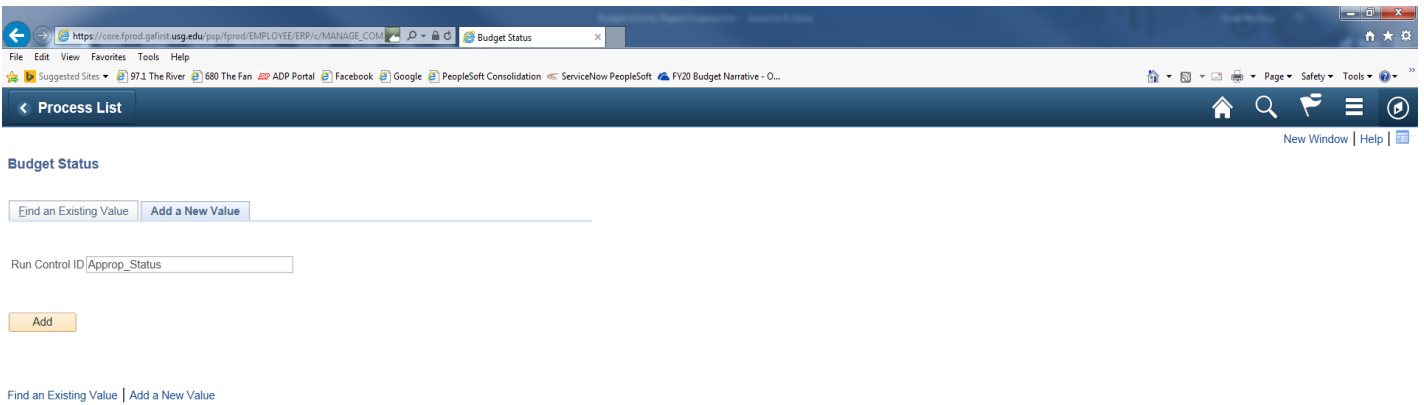 https://core.fprod.gafirst.usg.edu/psp/fprod/EMPLOYEE/ERP/c/MANAGE_COM
Budget Status
File Edit View Favorites Tools Help
Suggested Sites 97.1 The River 680 The Fan ADP Portal Facebook Google PeopleSoft Consolidation ServiceNow PeopleSoft FY20 Budget Narrative - O... Page Safety Tools
Process List
New Window | Help |
Budget Status
Find an Existing Value Add a New Value
Run Control ID Approp_Status
Add
Find an Existing Value | Add a New Value